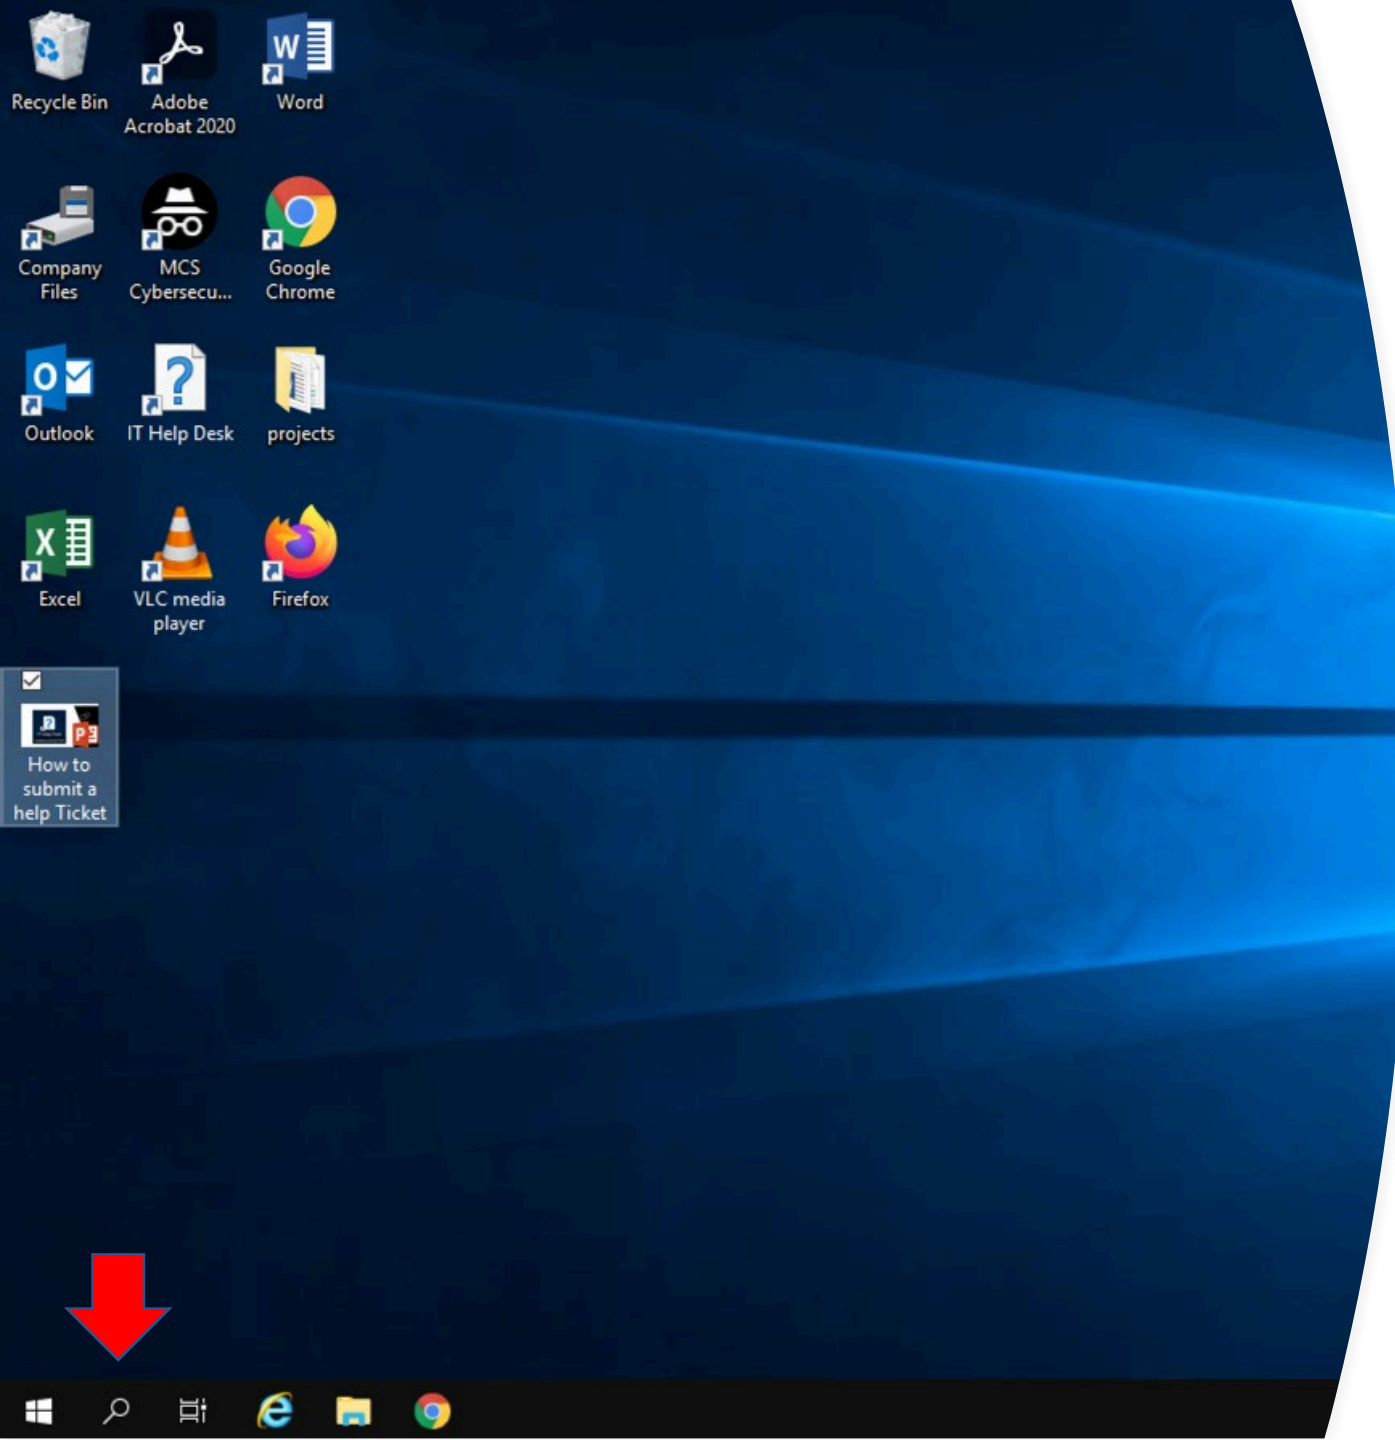 Recycle Bin
Adobe
Acrobat 2020
Word
Company
Files
MCS
Cybersecu...
Google
Chrome
Outlook
IT Help Desk
projects
Excel
VLC media
player
Firefox
How to
submit a
help Ticket